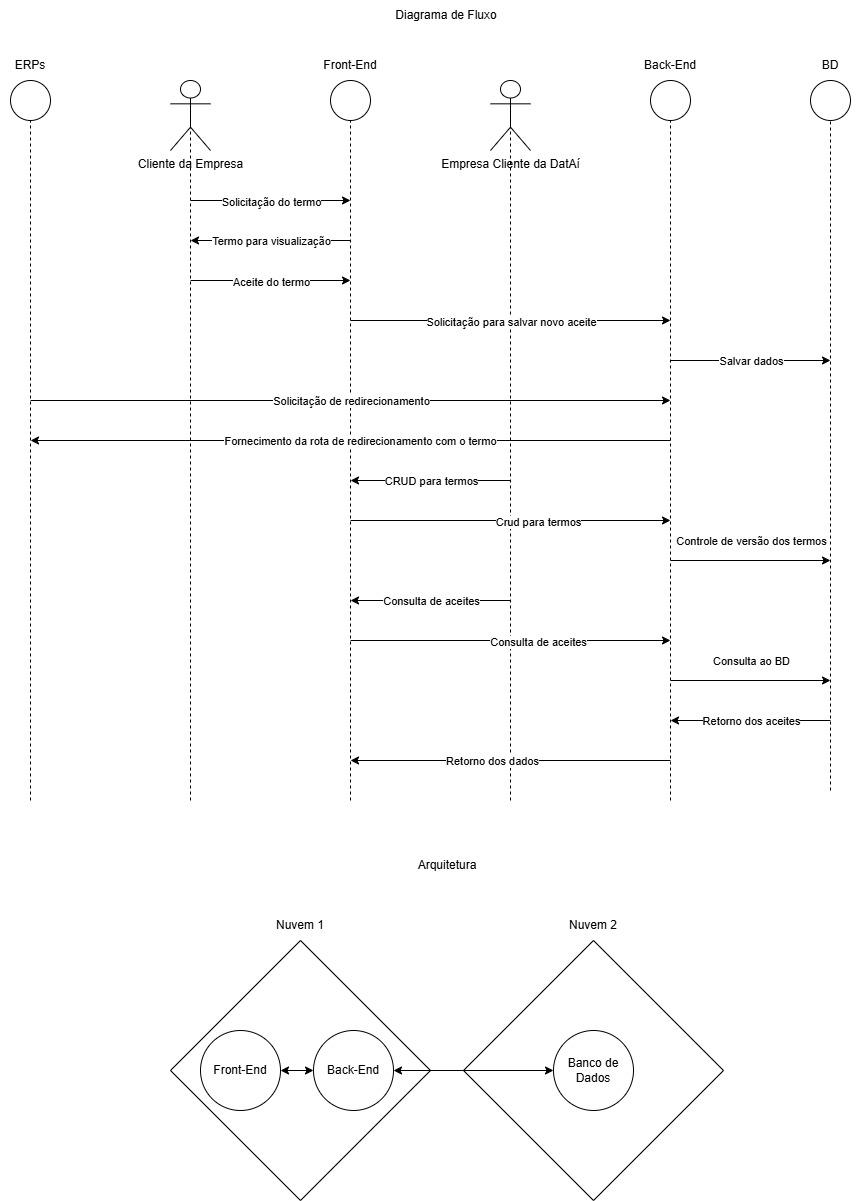 Diagrama de Fluxo
ERPs
Front-End
Back-End
BD
Cliente da Empresa
Empresa Cliente da DatAí
Solicitação do termo
Termo para visualização
Aceite do termo
Solicitação para salvar novo aceite
Salvar dados
Solicitação de redirecionamento
Fornecimento da rota de redirecionamento com o termo
CRUD para termos
Crud para termos
Controle de versão dos termos
Consulta de aceites
Consulta de aceites
Consulta ao BD
Retorno dos aceites
Retorno dos dados
Arquitetura
Nuvem 1
Nuvem 2
Front-End
Back-End
Banco de
Dados